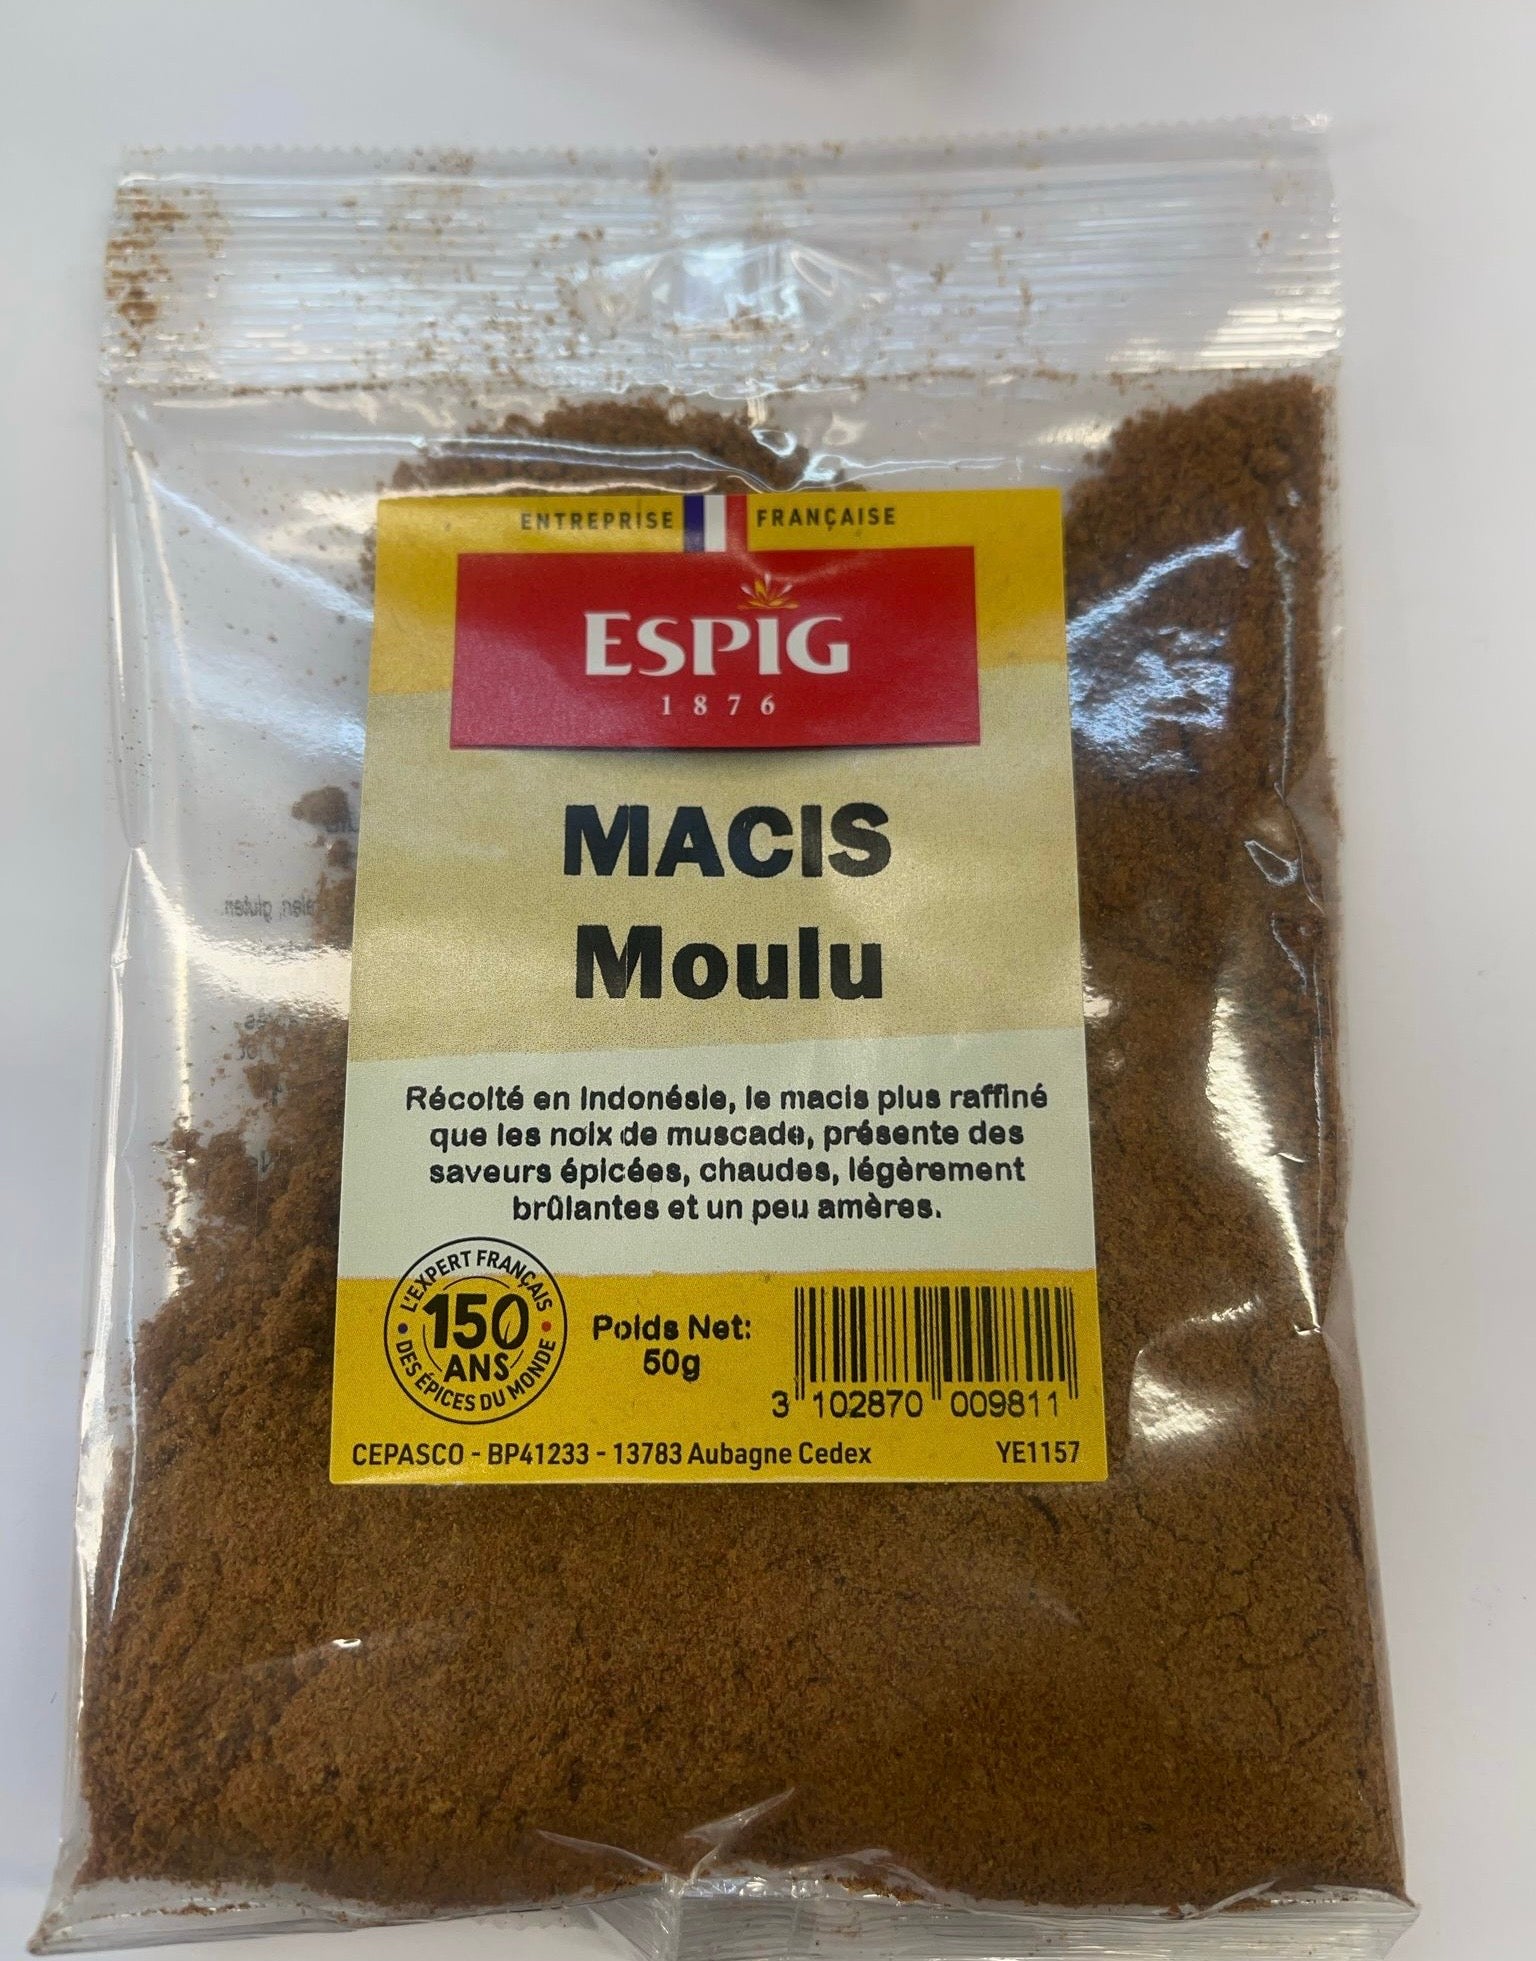 ENTREPRISE FRANÇAISE
ESPIG
1876
MACIS
Moulu
Récolté en Indonésie, le macis plus raffiné
que les noix de muscade, présente des
saveurs épicées, chaudes, légèrement
brûlantes et un peu amères.
L'EXPERT FRANÇAIS
150
ANS
DES ÉPICES DU MONDE
Poids Net:
50g
3 102870 009811
CEPASCO - BP41233 - 13783 Aubagne Cedex YE1157
gluten.